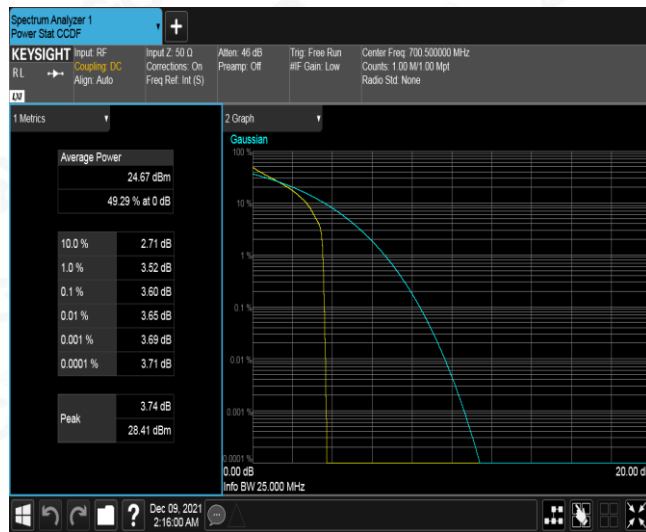 Spectrum Analyzer 1
Power Stat CCDF
+
KEYSIGHT
RL
LXI
Input: RF
Coupling: DC
Align: Auto
Input Z: 50 Ω
Corrections: On
Freq Ref: Int (S)
Atten: 46 dB
Preamp: Off
Trig: Free Run
#IF Gain: Low
Center Freq: 700.500000 MHz
Counts: 1.00 M/1.00 Mpt
Radio Std: None
1 Metrics
Average Power
24.67 dBm
49.29 % at 0 dB
10.0 % 2.71 dB
1.0 % 3.52 dB
0.1 % 3.60 dB
0.01 % 3.65 dB
0.001 % 3.69 dB
0.0001 % 3.71 dB
Peak
3.74 dB
28.41 dBm
2 Graph
Gaussian
100 %
10 %
1 %
0.1 %
0.01 %
0.001 %
0.0001 %
0.00 dB
20.00 dB
Info BW 25.000 MHz
?
Dec 09, 2021
2:16:00 AM